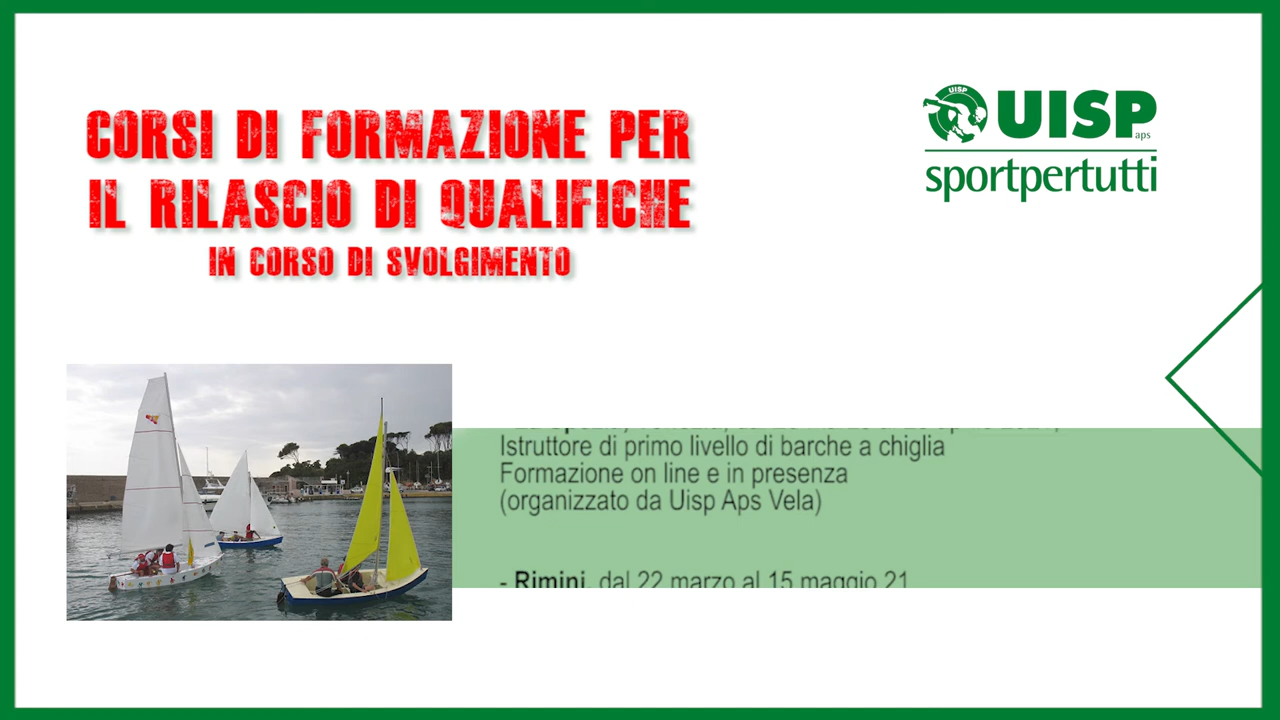 CORSI DI FORMAZIONE PER
IL RILASCIO DI QUALIFICHE
IN CORSO DI SVOLGIMENTO
UISP
UISP
aps
sportpertutti
Istruttore di primo livello di barche a chiglia
Formazione on line e in presenza
(organizzato da Uisp Aps Vela)
- Rimini, dal 22 marzo al 15 maggio 21